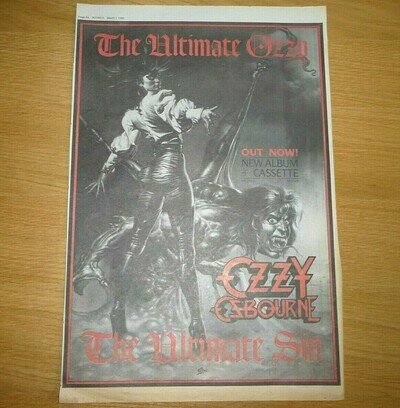 The Ultimate Ozzy
OUT NOW!
NEW ALBUM
& CASSETTE
OZZY
OSBOURNE
The Ultimate Sin